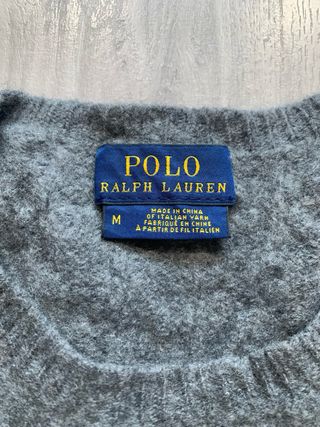 POLO
RALPH LAUREN
M
MADE IN CHINA
OF ITALIAN YARN
FABRIQUÉ EN CHINE
À PARTIR DE FIL ITALIEN